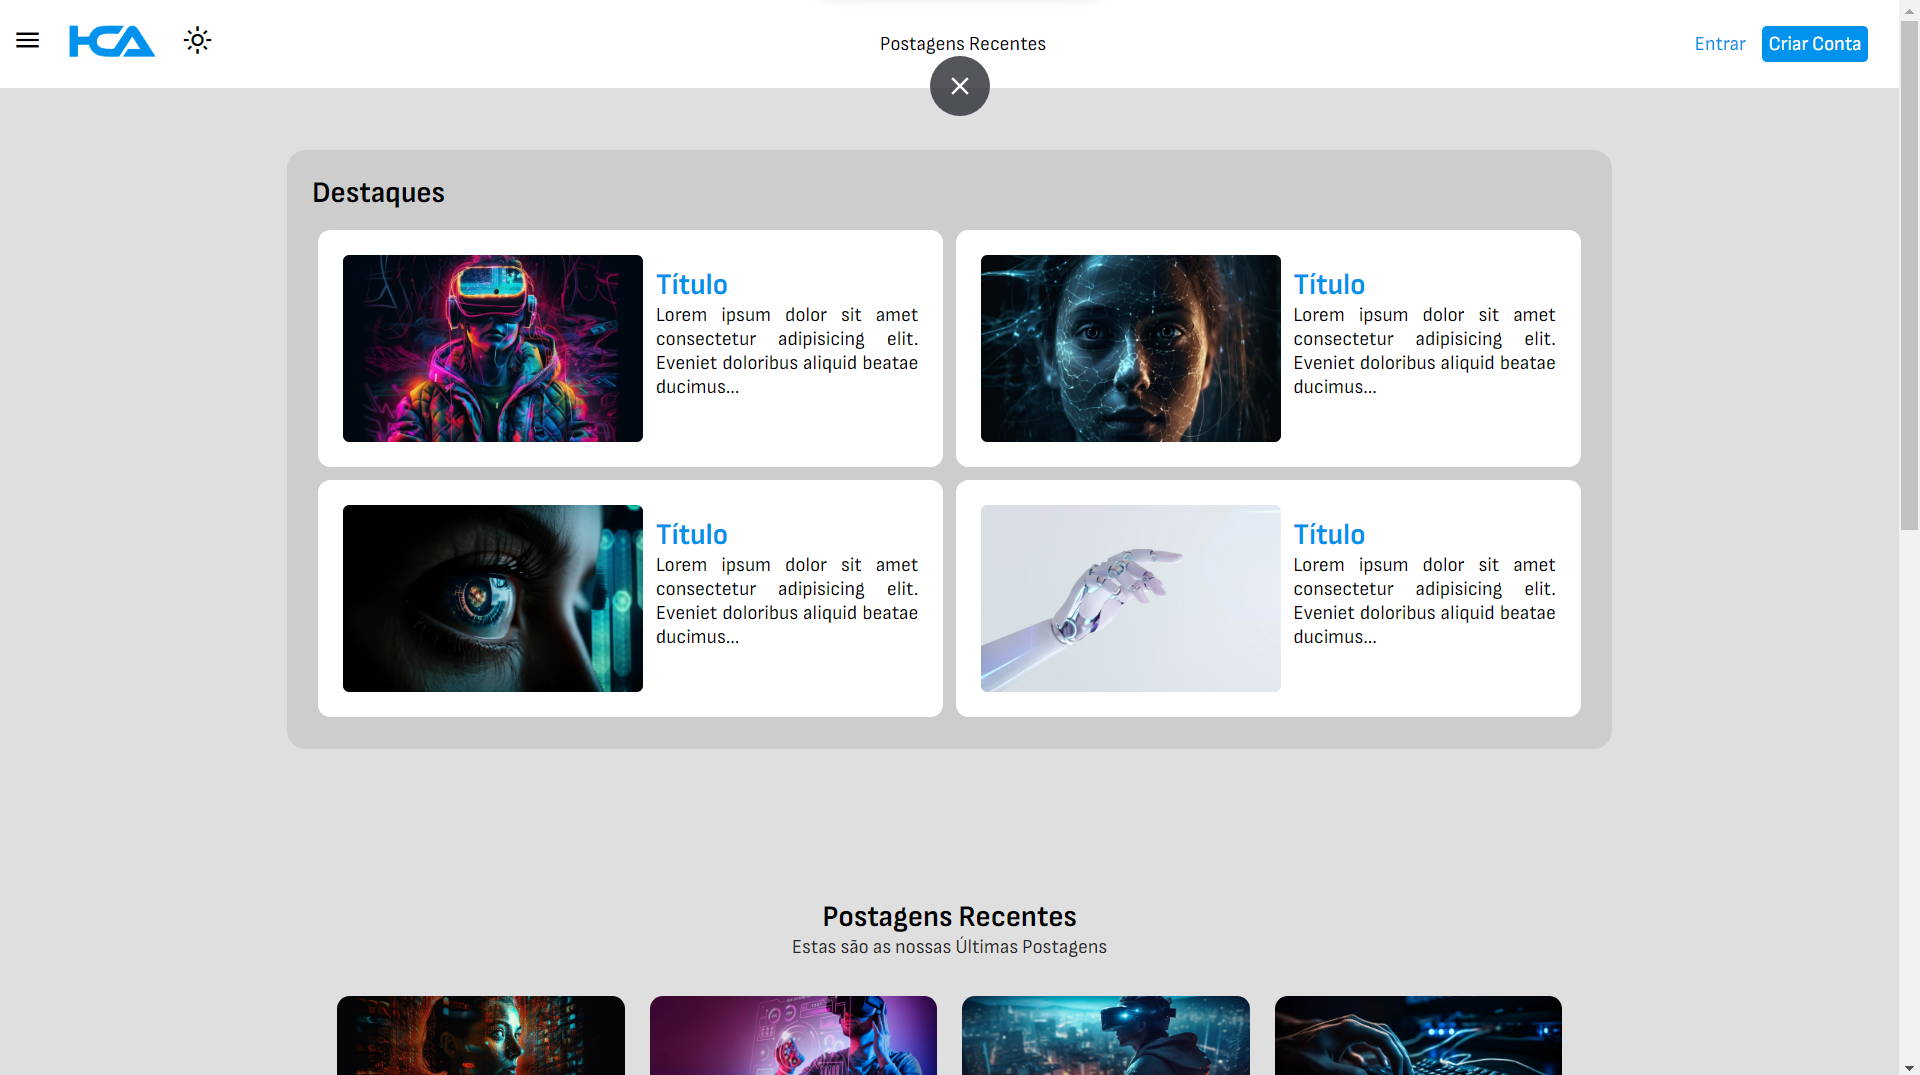 HCA
Postagens Recentes
Entrar
Criar Conta
Destaques
Título
Lorem ipsum dolor sit amet
consectetur adipisicing elit.
Eveniet doloribus aliquid beatae
ducimus...
Título
Lorem ipsum dolor sit amet
consectetur adipisicing elit.
Eveniet doloribus aliquid beatae
ducimus...
Título
Lorem ipsum dolor sit amet
consectetur adipisicing elit.
Eveniet doloribus aliquid beatae
ducimus...
Título
Lorem ipsum dolor sit amet
consectetur adipisicing elit.
Eveniet doloribus aliquid beatae
ducimus...
Postagens Recentes
Estas são as nossas Últimas Postagens